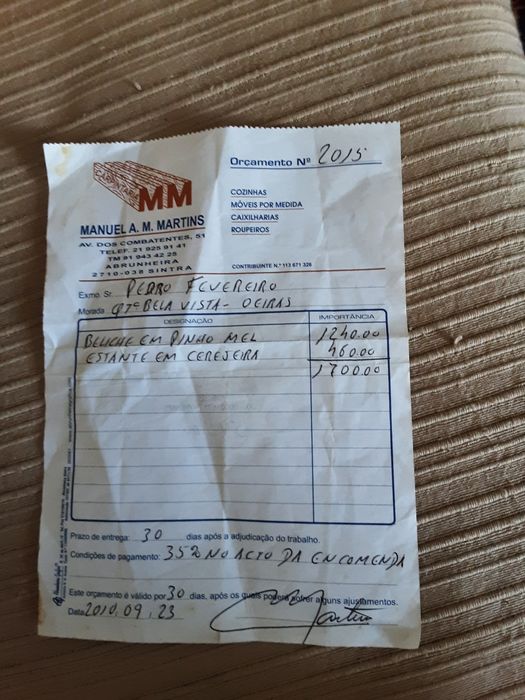 Orçamento Nº 2015
CARPINTARIA
MM
MANUEL A. M. MARTINS
AV. DOS COMBATENTES, 51
TELEF. 21 925 91 41
TM 91 943 42 25
ABRUNHEIRA
2710-038 SINTRA
COZINHAS
MÓVEIS POR MEDIDA
CAIXILHARIAS
ROUPEIROS
CONTRIBUINTE N.º 113 671 326
Exmo. Sr. PEDRO FEVEREIRO
Morada QTª BELA VISTA - OEIRAS
DESIGNAÇÃO IMPORTÂNCIA
BELICHE EM PINHO MEL 1240.00
ESTANTE EM CEREJEIRA 460.00
1700.00
Prazo de entrega: 30 dias após a adjudicação do trabalho.
Condições de pagamento: 35% NO ACTO DA ENCOMENDA
Este orçamento é válido por 30 dias, após os quais poderá sofrer alguns ajustamentos.
Data 2010.09.23